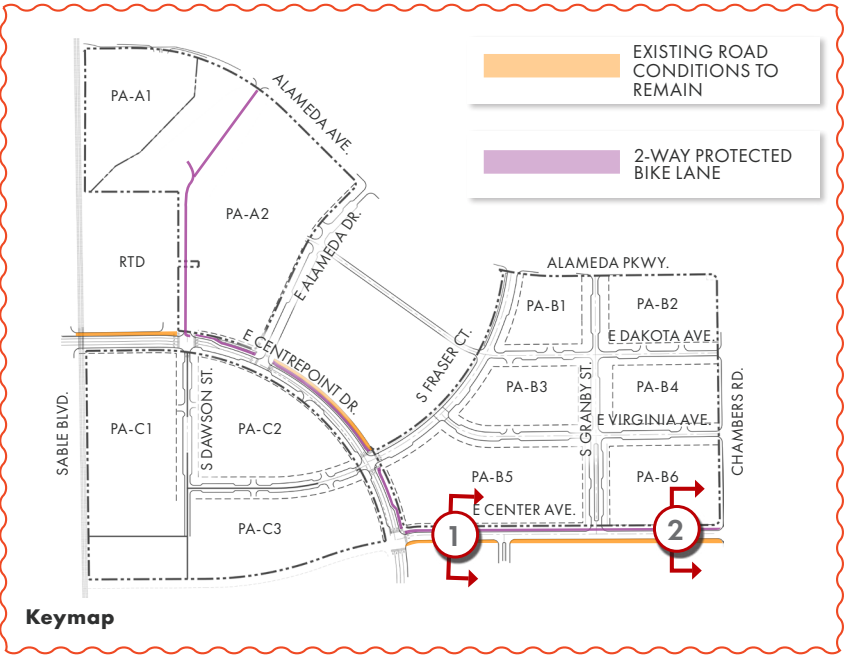 EXISTING ROAD
CONDITIONS TO
REMAIN
2-WAY PROTECTED
BIKE LANE
PA-A1
ALAMEDA AVE.
PA-A2
RTD
E ALAMEDA DR.
ALAMEDA PKWY.
PA-B1
PA-B2
E DAKOTA AVE.
E CENTREPOINT DR.
S FRASER CT.
PA-B3
S GRANBY ST.
PA-B4
E VIRGINIA AVE.
CHAMBERS RD.
SABLE BLVD.
PA-C1
S DAWSON ST.
PA-C2
PA-B5
PA-B6
E CENTER AVE.
PA-C3
1
2
Keymap